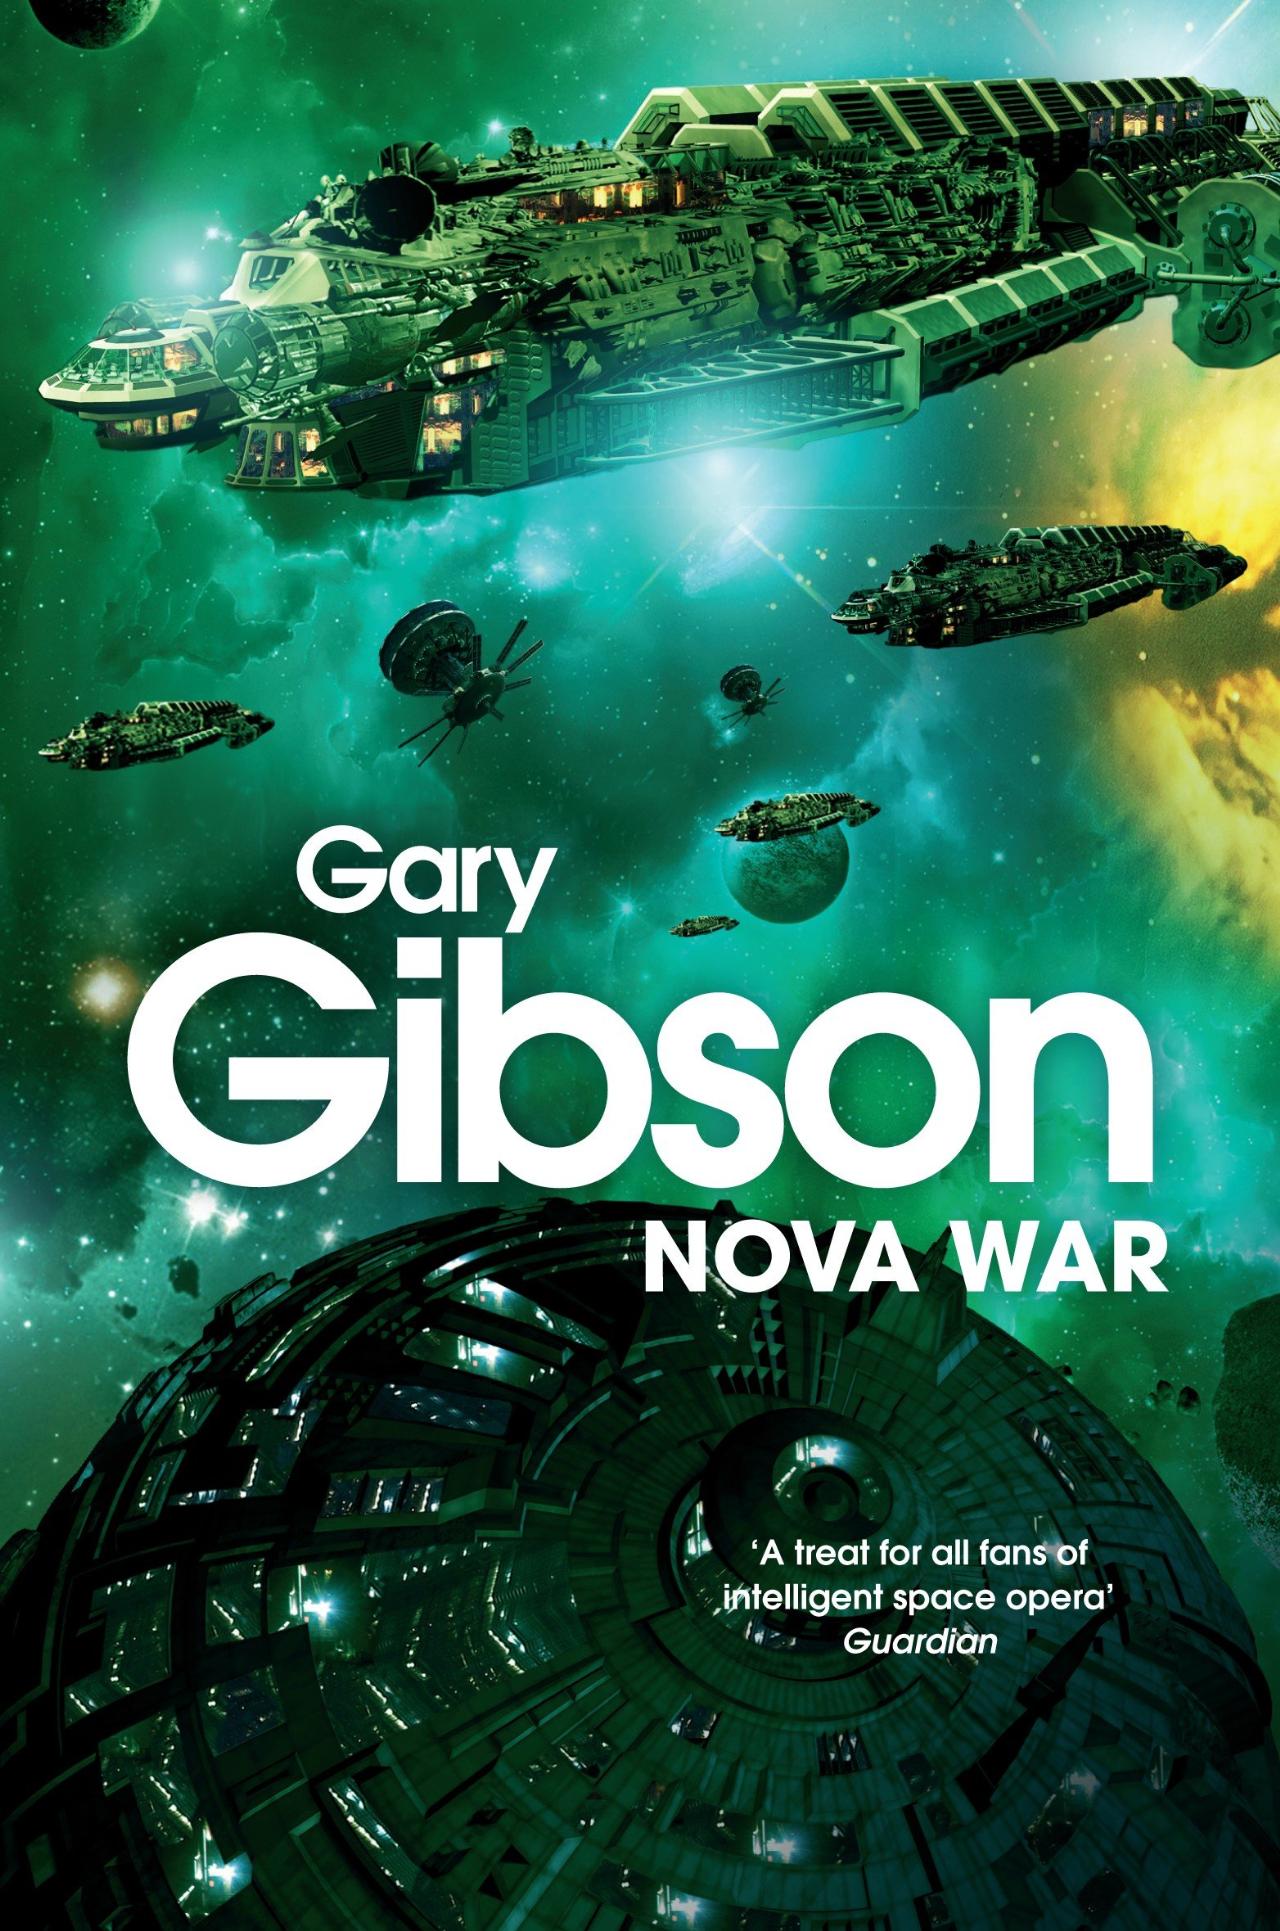 Gary
Gibson
NOVA WAR
‘A treat for all fans of
intelligent space opera’
Guardian